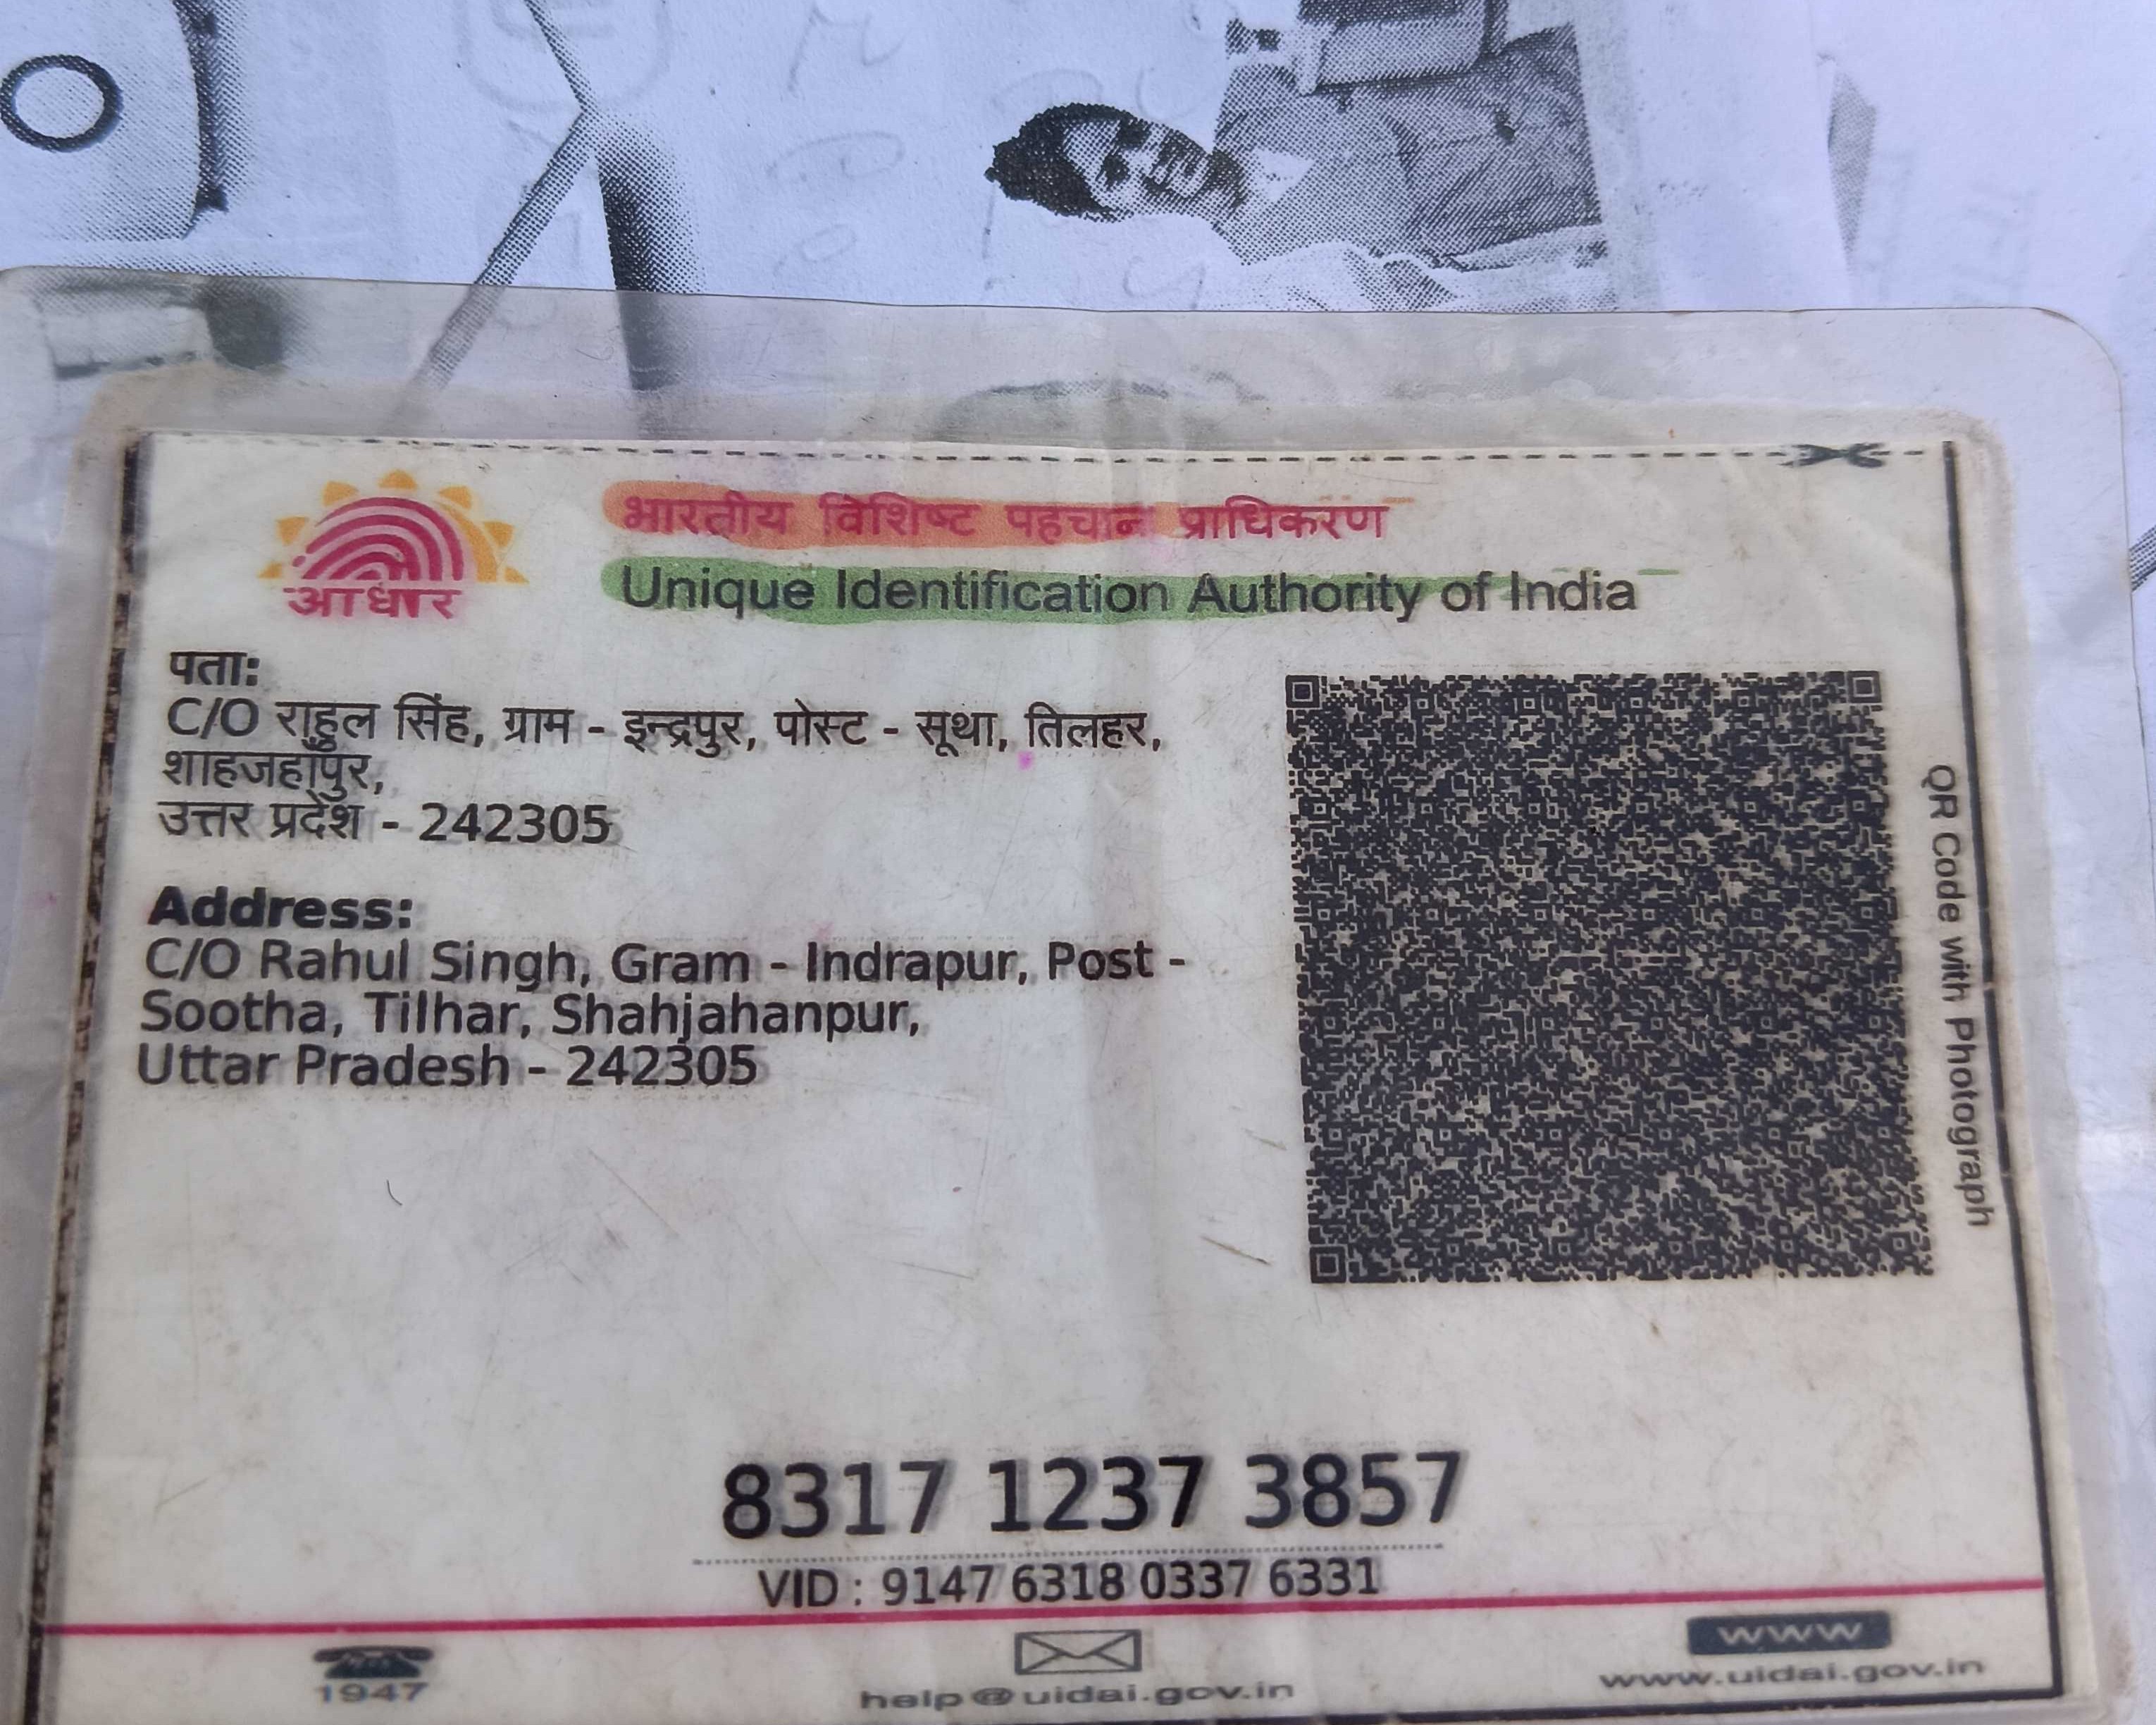 आधार
भारतीय विशिष्ट पहचान प्राधिकरण
Unique Identification Authority of India
पता:
C/O राहुल सिंह, ग्राम - इन्द्रपुर, पोस्ट - सूथा, तिलहर,
शाहजहाँपुर,
उत्तर प्रदेश - 242305
Address:
C/O Rahul Singh, Gram - Indrapur, Post -
Sootha, Tilhar, Shahjahanpur,
Uttar Pradesh - 242305
QR Code with Photograph
8317 1237 3857
VID : 9147 6318 0337 6331
1947
help@uidai.gov.in
www
www.uidai.gov.in